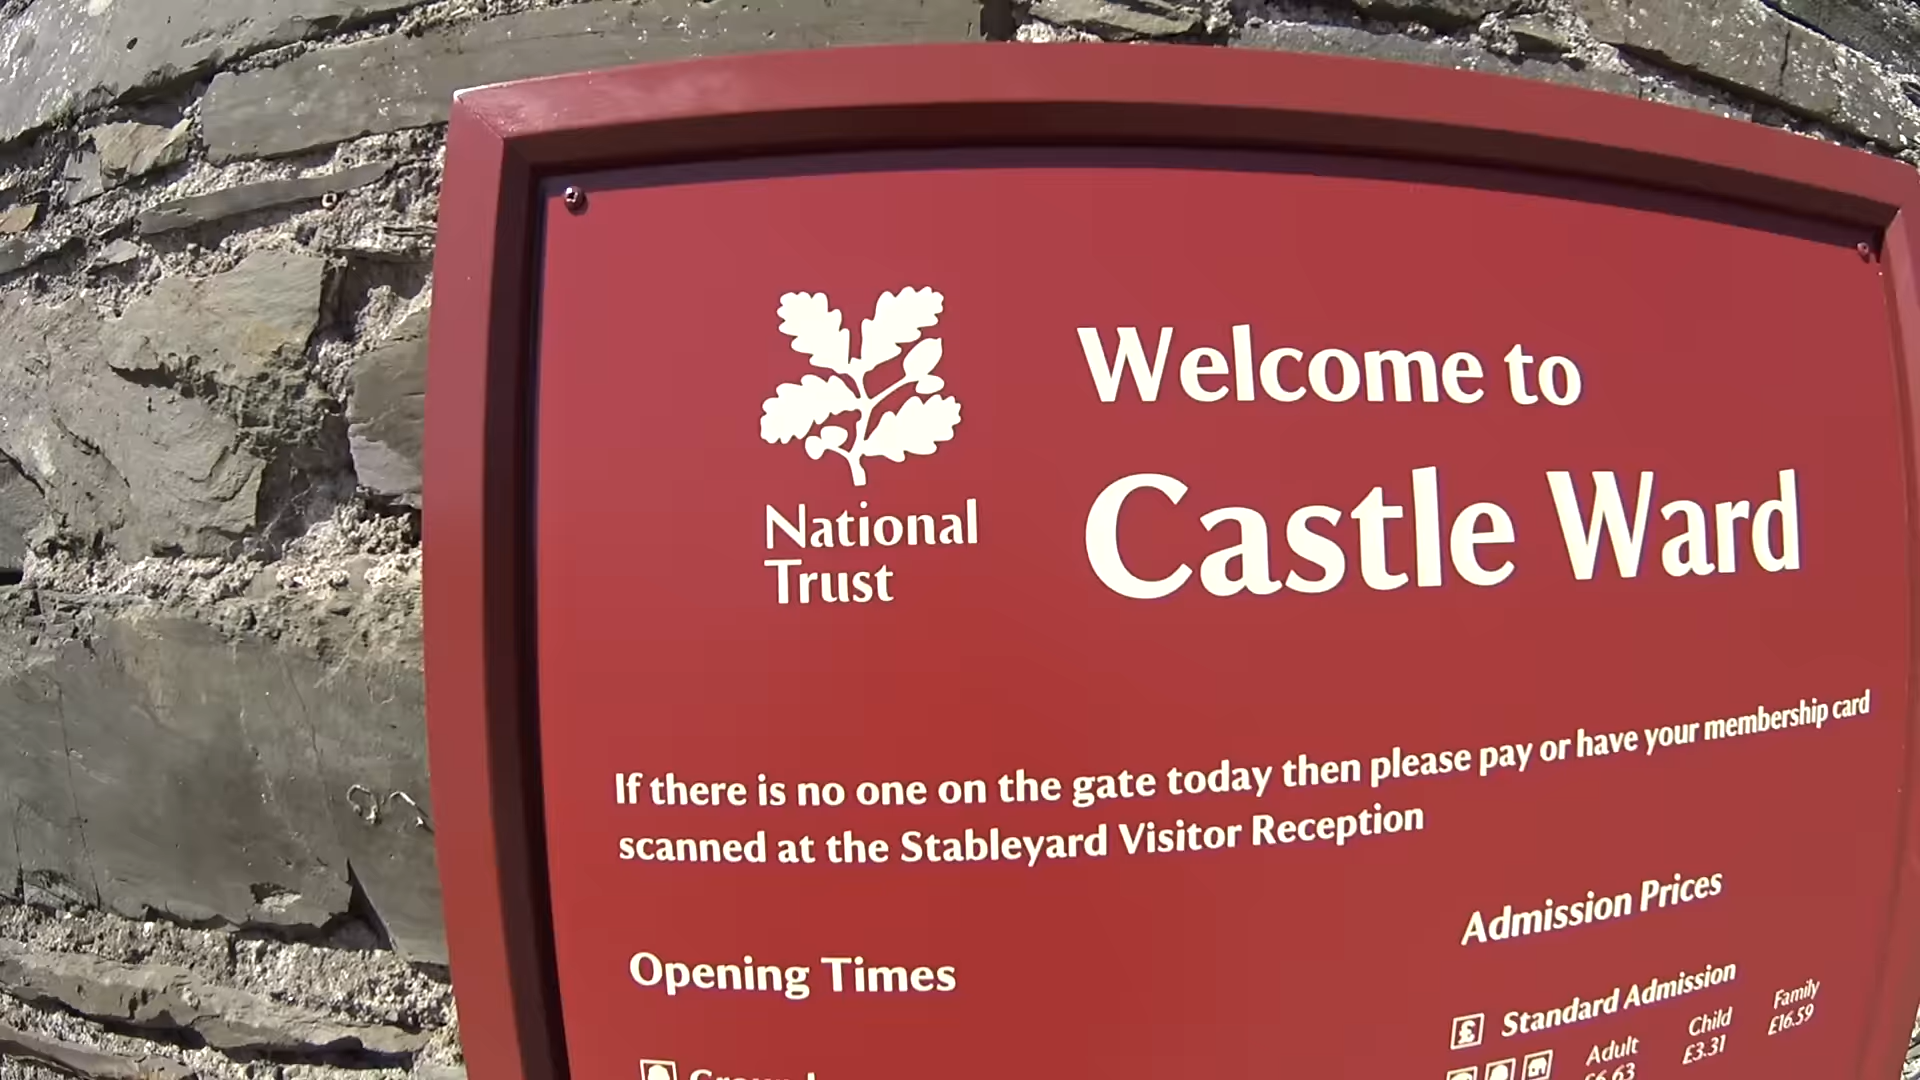 National
Trust
Welcome to
Castle Ward
If there is no one on the gate today then please pay or have your membership card
scanned at the Stableyard Visitor Reception
Opening Times
Admission Prices
£ Standard Admission
Adult Child Family
£6.63 £3.31 £16.59